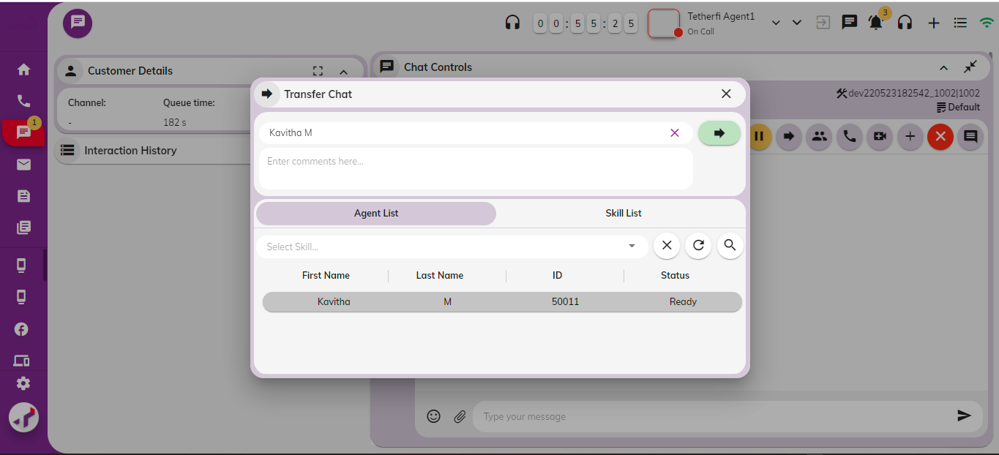 0 0 : 5 5 : 2 5
Tetherfi Agent1
On Call
3
1
Customer Details
Channel:
Queue time:
-
182 s
Interaction History
Chat Controls
dev220523182542_1002|1002
Default
Transfer Chat
Kavitha M
Enter comments here...
Agent List
Skill List
Select Skill...
First Name
Last Name
ID
Status
Kavitha
M
50011
Ready
Type your message